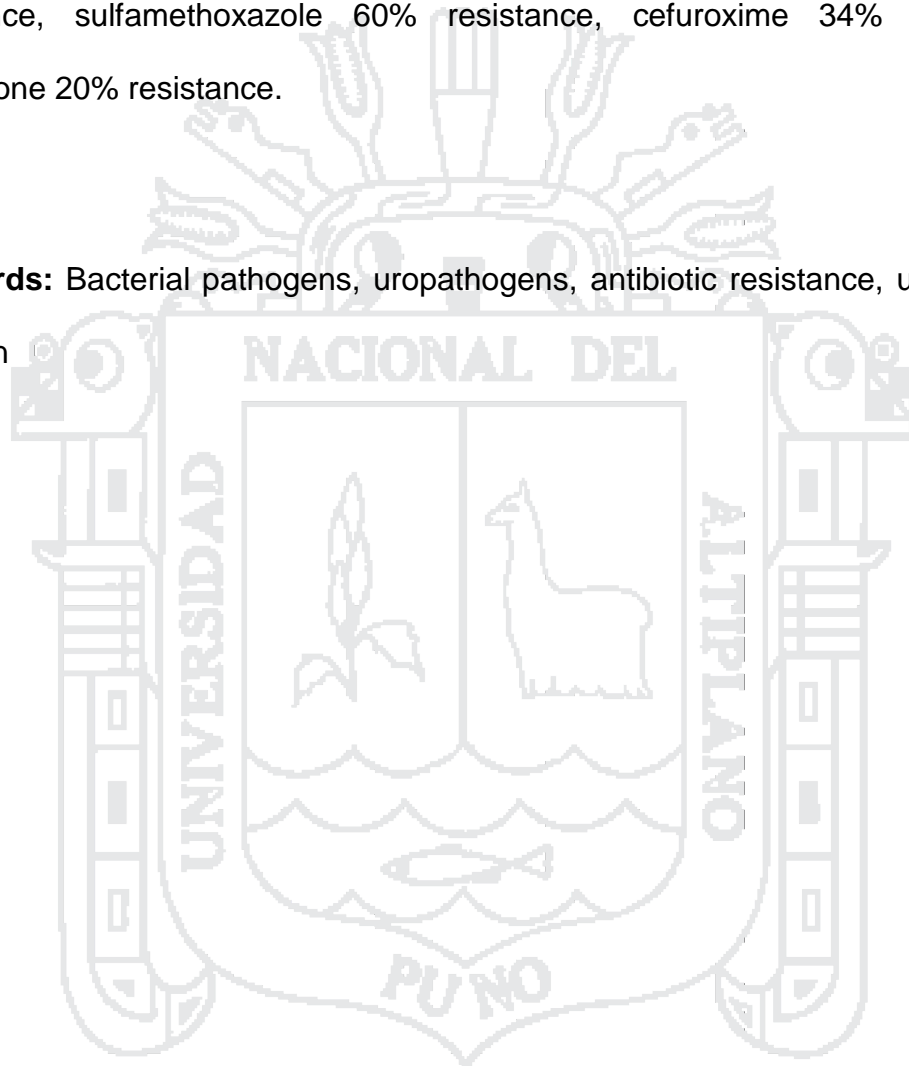 ce, sulfamethoxazole 60% resistance, cefuroxime 34%
one 20% resistance.
rds: Bacterial pathogens, uropathogens, antibiotic resistance, u
n
NACIONAL DEL
UNIVERSIDAD
ALTIPLANO
PUNO